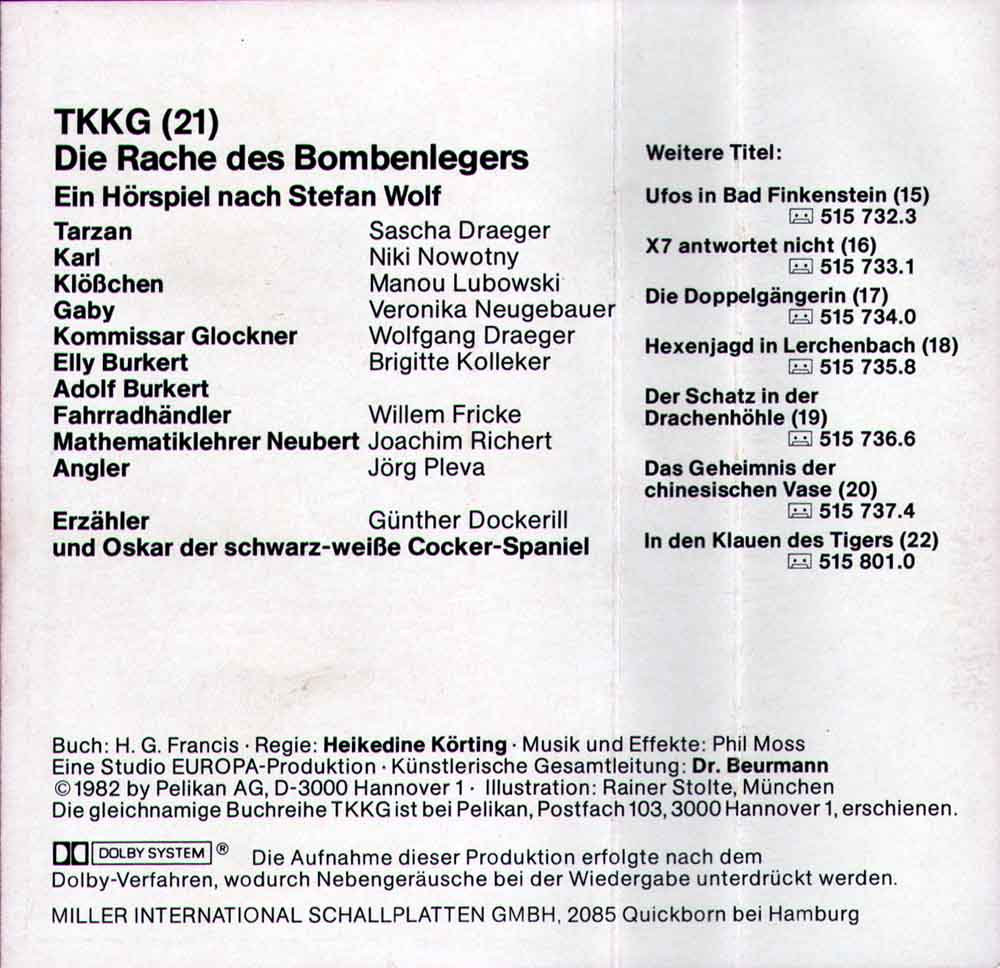 TKKG (21)
Die Rache des Bombenlegers
Ein Hörspiel nach Stefan Wolf
Tarzan Sascha Draeger
Karl Niki Nowotny
Klößchen Manou Lubowski
Gaby Veronika Neugebauer
Kommissar Glockner Wolfgang Draeger
Elly Burkert Brigitte Kolleker
Adolf Burkert
Fahrradhändler Willem Fricke
Mathematiklehrer Neubert Joachim Richert
Angler Jörg Pleva
Erzähler Günther Dockerill
und Oskar der schwarz-weiße Cocker-Spaniel
Weitere Titel:
Ufos in Bad Finkenstein (15)
515 732.3
X7 antwortet nicht (16)
515 733.1
Die Doppelgängerin (17)
515 734.0
Hexenjagd in Lerchenbach (18)
515 735.8
Der Schatz in der
Drachenhöhle (19)
515 736.6
Das Geheimnis der
chinesischen Vase (20)
515 737.4
In den Klauen des Tigers (22)
515 801.0
Buch: H. G. Francis · Regie: Heikedine Körting · Musik und Effekte: Phil Moss
Eine Studio EUROPA-Produktion · Künstlerische Gesamtleitung: Dr. Beurmann
©1982 by Pelikan AG, D-3000 Hannover 1 · Illustration: Rainer Stolte, München
Die gleichnamige Buchreihe TKKG ist bei Pelikan, Postfach 103, 3000 Hannover 1, erschienen.
DOLBY SYSTEM ® Die Aufnahme dieser Produktion erfolgte nach dem
Dolby-Verfahren, wodurch Nebengeräusche bei der Wiedergabe unterdrückt werden.
MILLER INTERNATIONAL SCHALLPLATTEN GMBH, 2085 Quickborn bei Hamburg